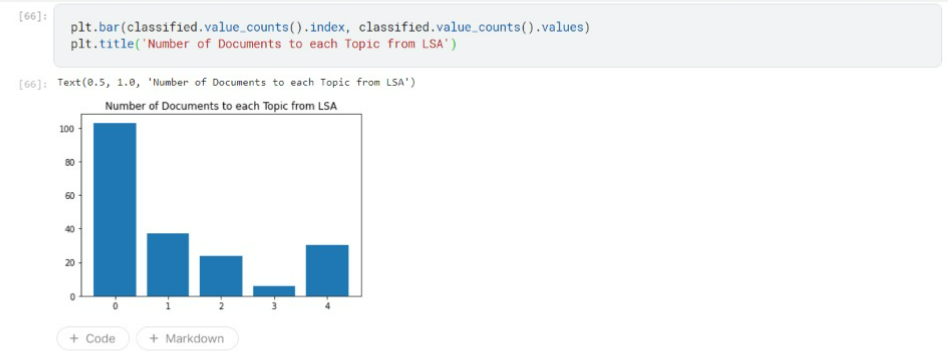 [66]:
plt.bar(classified.value_counts().index, classified.value_counts().values)
plt.title('Number of Documents to each Topic from LSA')
[66]: Text(0.5, 1.0, 'Number of Documents to each Topic from LSA')
Number of Documents to each Topic from LSA
100
80
60
40
20
0
0 1 2 3 4
+ Code + Markdown